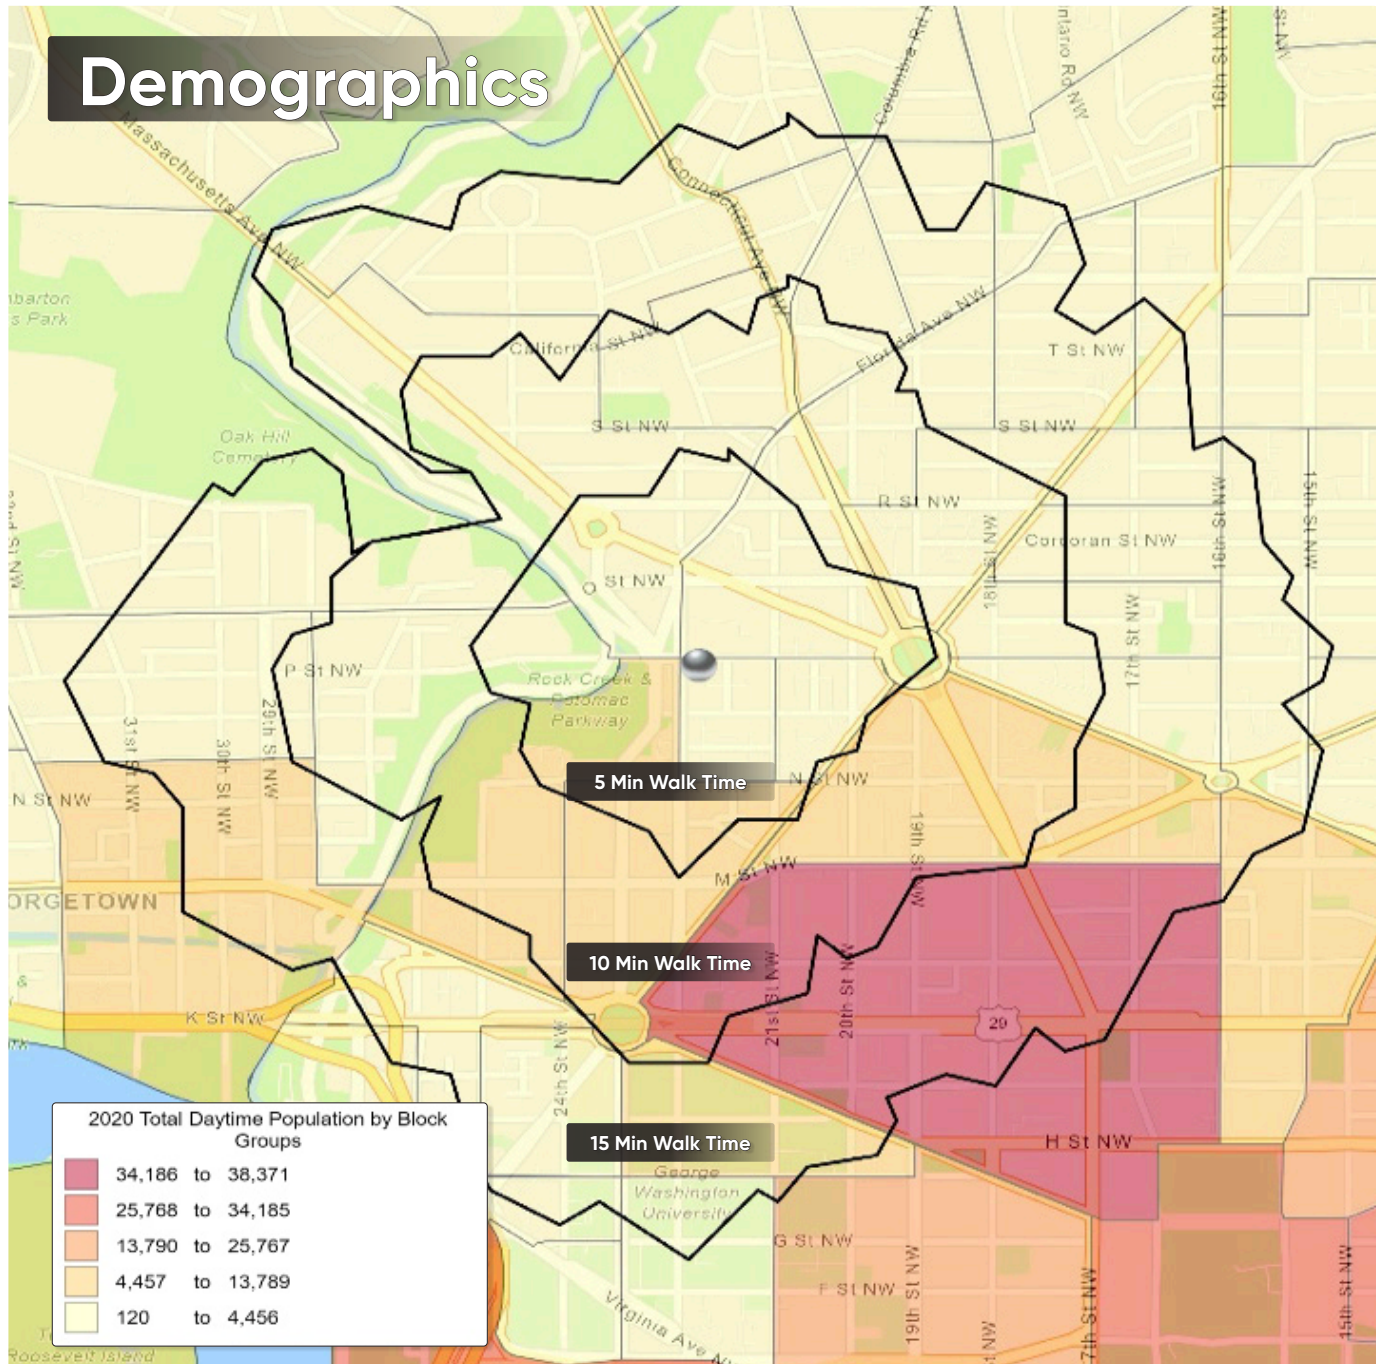 Demographics
Columbia Rd
ntario Rd NW
16th St NW
St NW
Massachusetts Ave NW
Connecticut Ave NW
mbarton
s Park
California St NW
Florida Ave NW
T St NW
Oak Hill
Cemetery
S St NW
S St NW
R St NW
Corcoran St NW
18th St NW
16th St NW
15th St NW
O St NW
17th St NW
P St NW
Rock Creek &
Potomac
Parkway
31st St NW
30th St NW
29th St NW
N St NW
5 Min Walk Time
N St NW
19th St NW
M St NW
ORGETOWN
10 Min Walk Time
21st St NW
20th St NW
K St NW
29
24th St NW
15 Min Walk Time
H St NW
George
Washington
University
G St NW
F St NW
19th St NW
7th St NW
15th St NW
t NW
Virginia Ave NW
2020 Total Daytime Population by Block
Groups
34,186 to 38,371
25,768 to 34,185
13,790 to 25,767
4,457 to 13,789
120 to 4,456
Roosevelt Island